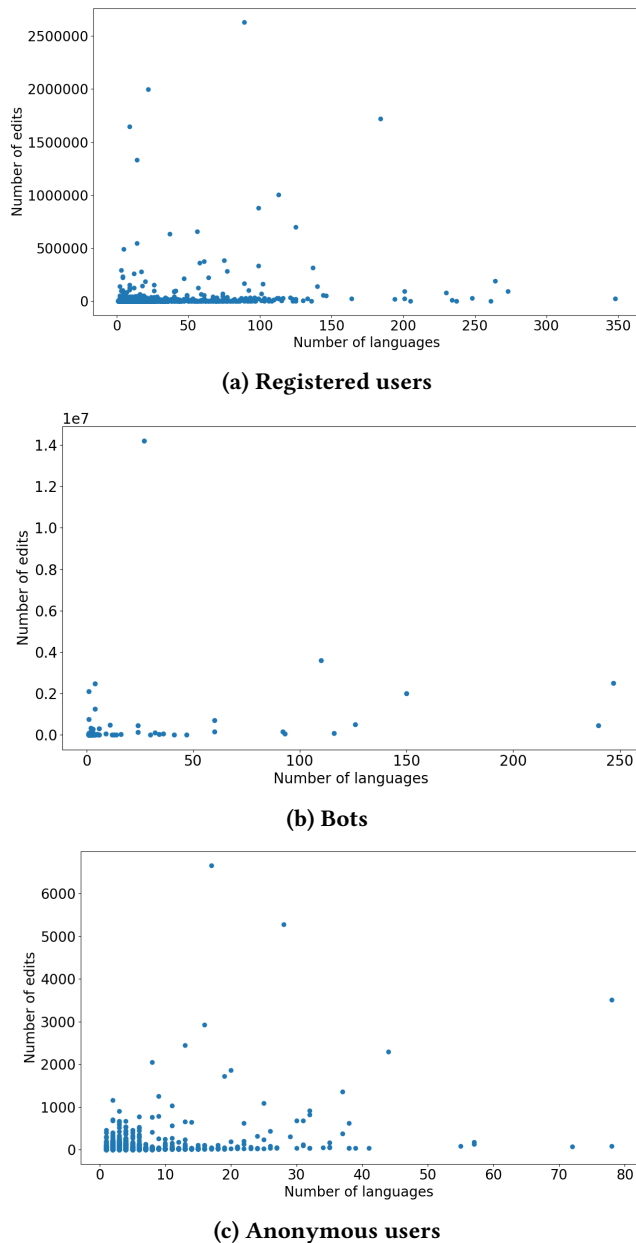 2500000
2000000
1500000
1000000
500000
0
Number of edits
0 50 100 150 200 250 300 350
Number of languages
(a) Registered users
1e7
1.4
1.2
1.0
0.8
0.6
0.4
0.2
0.0
Number of edits
0 50 100 150 200 250
Number of languages
(b) Bots
6000
5000
4000
3000
2000
1000
0
Number of edits
0 10 20 30 40 50 60 70 80
Number of languages
(c) Anonymous users